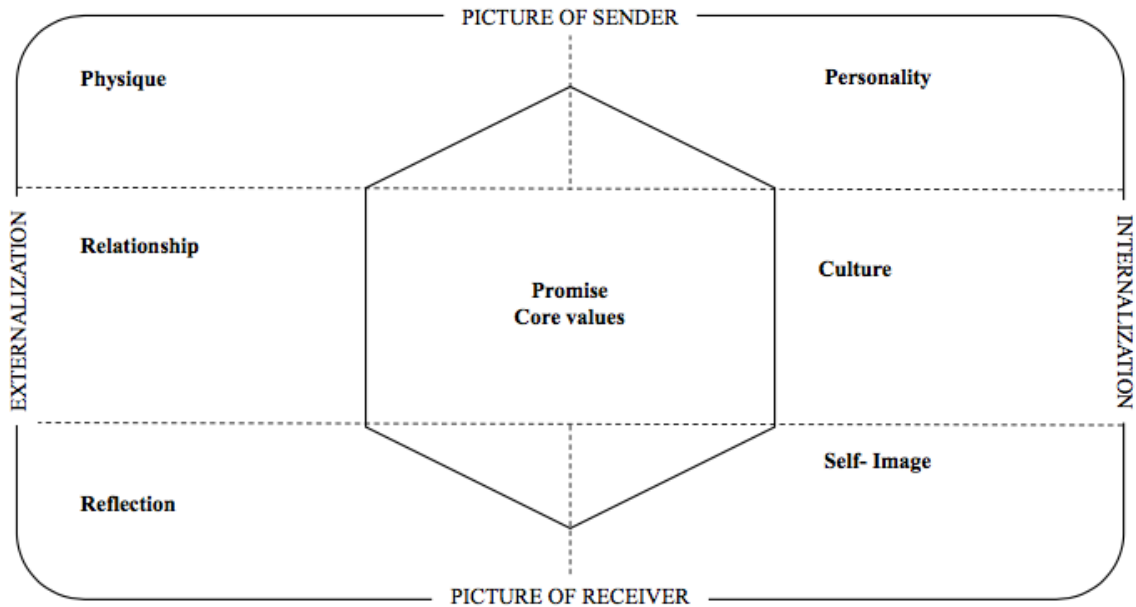 PICTURE OF SENDER
Physique
Personality
EXTERNALIZATION
Relationship
Promise
Core values
Culture
INTERNALIZATION
Self- Image
Reflection
PICTURE OF RECEIVER